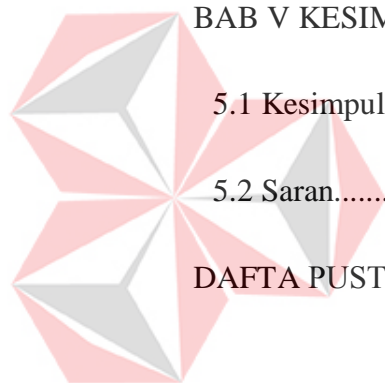 BAB V KESIM
5.1 Kesimpul
5.2 Saran.......
DAFTA PUST